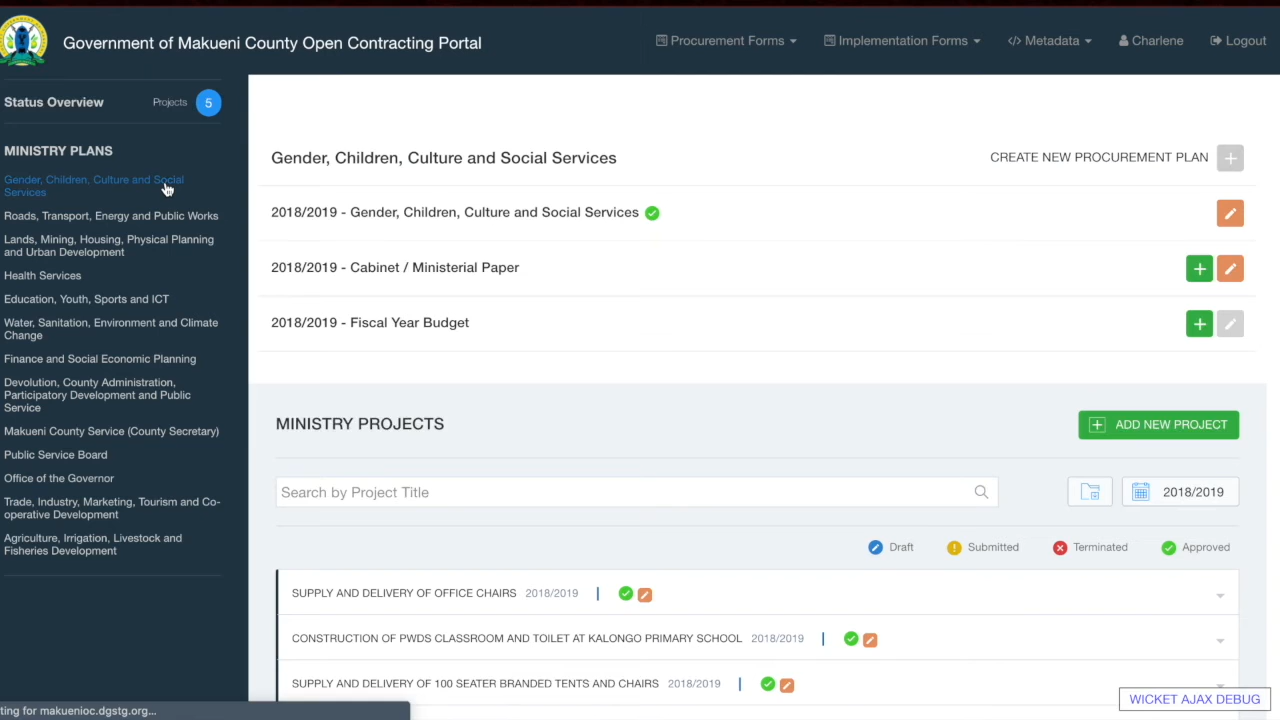 Government of Makueni County Open Contracting Portal
Procurement Forms
Implementation Forms
</> Metadata
Charlene
Logout
Status Overview
Projects
5
MINISTRY PLANS
Gender, Children, Culture and Social
Services
Roads, Transport, Energy and Public Works
Lands, Mining, Housing, Physical Planning
and Urban Development
Health Services
Education, Youth, Sports and ICT
Water, Sanitation, Environment and Climate
Change
Finance and Social Economic Planning
Devolution, County Administration,
Participatory Development and Public
Service
Makueni County Service (County Secretary)
Public Service Board
Office of the Governor
Trade, Industry, Marketing, Tourism and Co-
operative Development
Agriculture, Irrigation, Livestock and
Fisheries Development
Gender, Children, Culture and Social Services
CREATE NEW PROCUREMENT PLAN
2018/2019 - Gender, Children, Culture and Social Services
2018/2019 - Cabinet / Ministerial Paper
2018/2019 - Fiscal Year Budget
MINISTRY PROJECTS
ADD NEW PROJECT
Search by Project Title
2018/2019
Draft
Submitted
Terminated
Approved
SUPPLY AND DELIVERY OF OFFICE CHAIRS 2018/2019
CONSTRUCTION OF PWDS CLASSROOM AND TOILET AT KALONGO PRIMARY SCHOOL 2018/2019
SUPPLY AND DELIVERY OF 100 SEATER BRANDED TENTS AND CHAIRS 2018/2019
WICKET AJAX DEBUG
ting for makuenioc.dgstg.org...